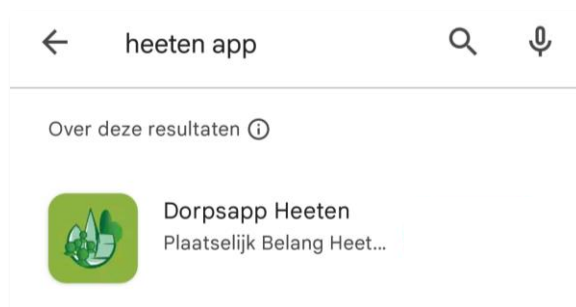 heeten app
Over deze resultaten
Dorpsapp Heeten
Plaatselijk Belang Heet...